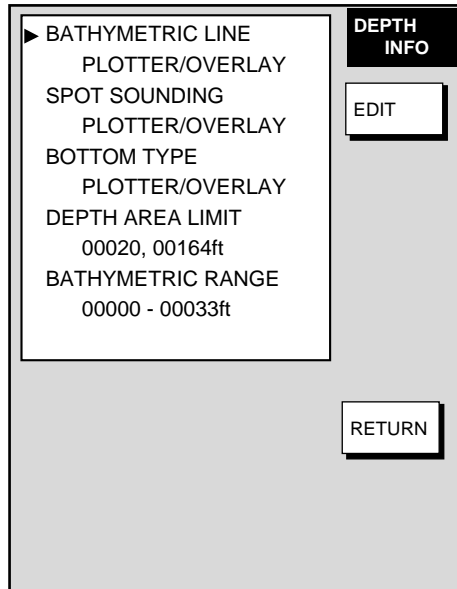 ▶ BATHYMETRIC LINE
PLOTTER/OVERLAY
SPOT SOUNDING
PLOTTER/OVERLAY
BOTTOM TYPE
PLOTTER/OVERLAY
DEPTH AREA LIMIT
00020, 00164ft
BATHYMETRIC RANGE
00000 - 00033ft
DEPTH
INFO
EDIT
RETURN